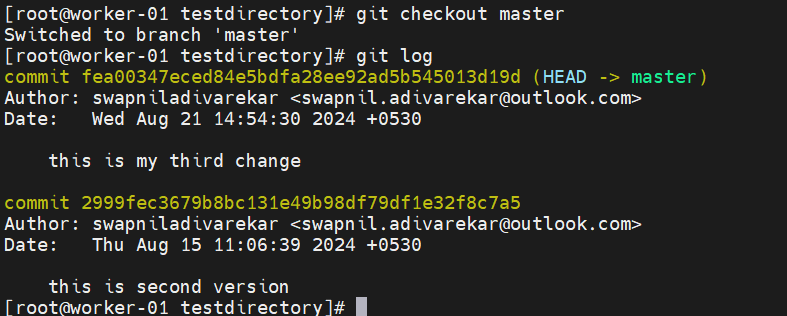 [root@worker-01 testdirectory]# git checkout master
Switched to branch 'master'
[root@worker-01 testdirectory]# git log
commit fea00347eced84e5bdfa28ee92ad5b545013d19d (HEAD -> master)
Author: swapniladivarekar <swapnil.adivarekar@outlook.com>
Date:   Wed Aug 21 14:54:30 2024 +0530
    this is my third change
commit 2999fec3679b8bc131e49b98df79df1e32f8c7a5
Author: swapniladivarekar <swapnil.adivarekar@outlook.com>
Date:   Thu Aug 15 11:06:39 2024 +0530
    this is second version
[root@worker-01 testdirectory]#